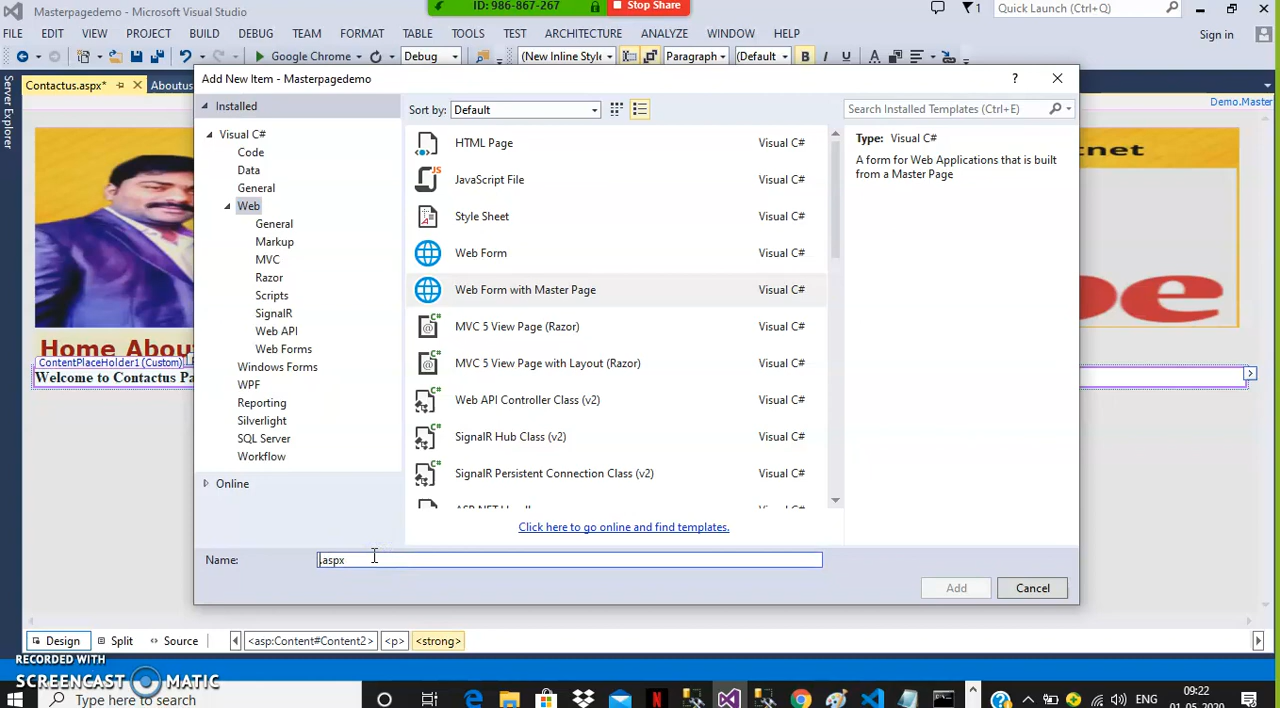 Masterpagedemo - Microsoft Visual Studio
ID: 986-867-267
Stop Share
1
Quick Launch (Ctrl+Q)
FILE EDIT VIEW PROJECT BUILD DEBUG TEAM FORMAT TABLE TOOLS TEST ARCHITECTURE ANALYZE WINDOW HELP
Sign in
Google Chrome
Debug
(New Inline Style
Paragraph
(Default
B I U A
Server Explorer
Contactus.aspx*
Aboutus
Demo.Master
Add New Item - Masterpagedemo
?
Installed
Visual C#
Code
Data
General
Web
General
Markup
MVC
Razor
Scripts
SignalR
Web API
Web Forms
Windows Forms
WPF
Reporting
Silverlight
SQL Server
Workflow
Online
Sort by: Default
HTML Page Visual C#
JavaScript File Visual C#
Style Sheet Visual C#
Web Form Visual C#
Web Form with Master Page Visual C#
MVC 5 View Page (Razor) Visual C#
MVC 5 View Page with Layout (Razor) Visual C#
Web API Controller Class (v2) Visual C#
SignalR Hub Class (v2) Visual C#
SignalR Persistent Connection Class (v2) Visual C#
Click here to go online and find templates.
Search Installed Templates (Ctrl+E)
Type: Visual C#
A form for Web Applications that is built
from a Master Page
Name: .aspx
Add
Cancel
Home Abou
ContentPlaceHolder1 (Custom)
Welcome to Contactus Pa
Design
Split
Source
<asp:Content#Content2>
<p>
<strong>
RECORDED WITH
SCREENCAST MATIC
Type here to search
ENG
09:22
01-05-2020